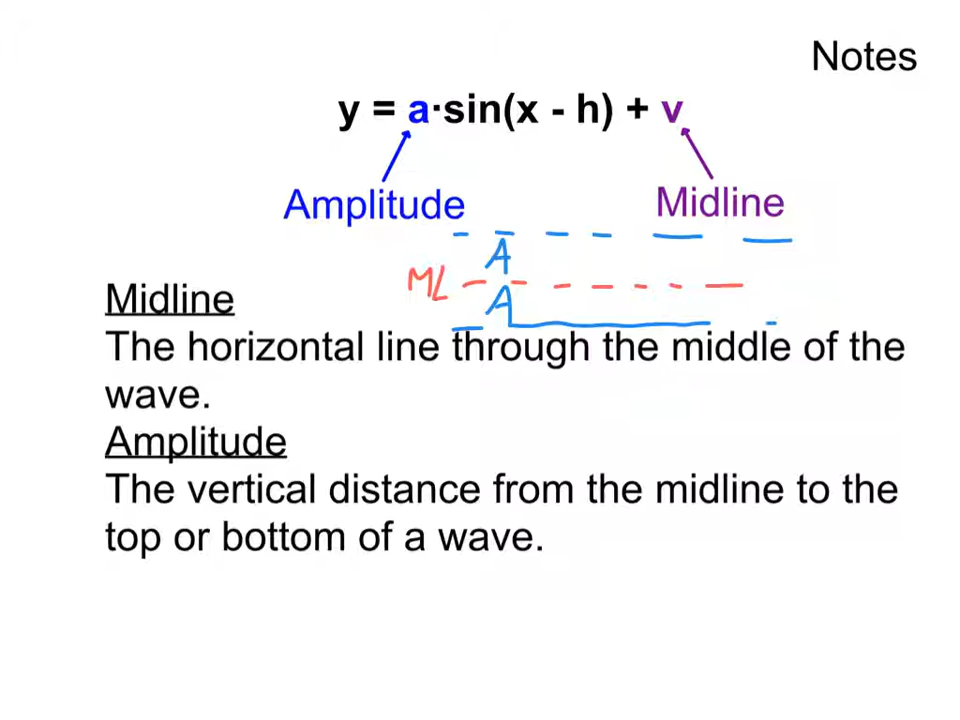 Notes
y = a·sin(x - h) + v
Amplitude Midline
A
ML
A
Midline
The horizontal line through the middle of the
wave.
Amplitude
The vertical distance from the midline to the
top or bottom of a wave.